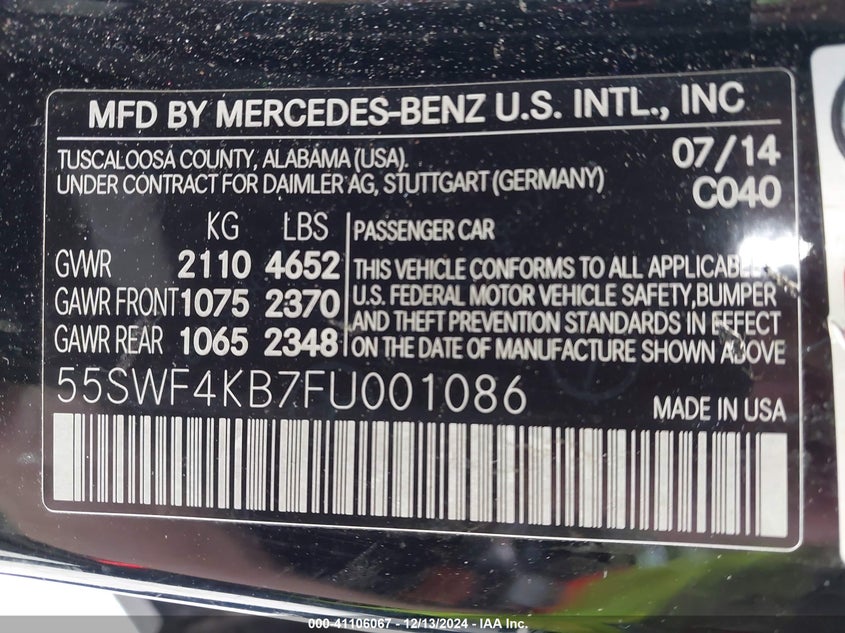 MFD BY MERCEDES-BENZ U.S. INTL., INC
TUSCALOOSA COUNTY, ALABAMA (USA). 07/14
UNDER CONTRACT FOR DAIMLER AG, STUTTGART (GERMANY) C040
KG LBS PASSENGER CAR
GVWR 2110 4652 THIS VEHICLE CONFORMS TO ALL APPLICABLE
GAWR FRONT 1075 2370 U.S. FEDERAL MOTOR VEHICLE SAFETY, BUMPER
GAWR REAR 1065 2348 AND THEFT PREVENTION STANDARDS IN EFFECT
ON THE DATE OF MANUFACTURE SHOWN ABOVE
55SWF4KB7FU001086 MADE IN USA
000-41106067 - 12/13/2024 - IAA Inc.